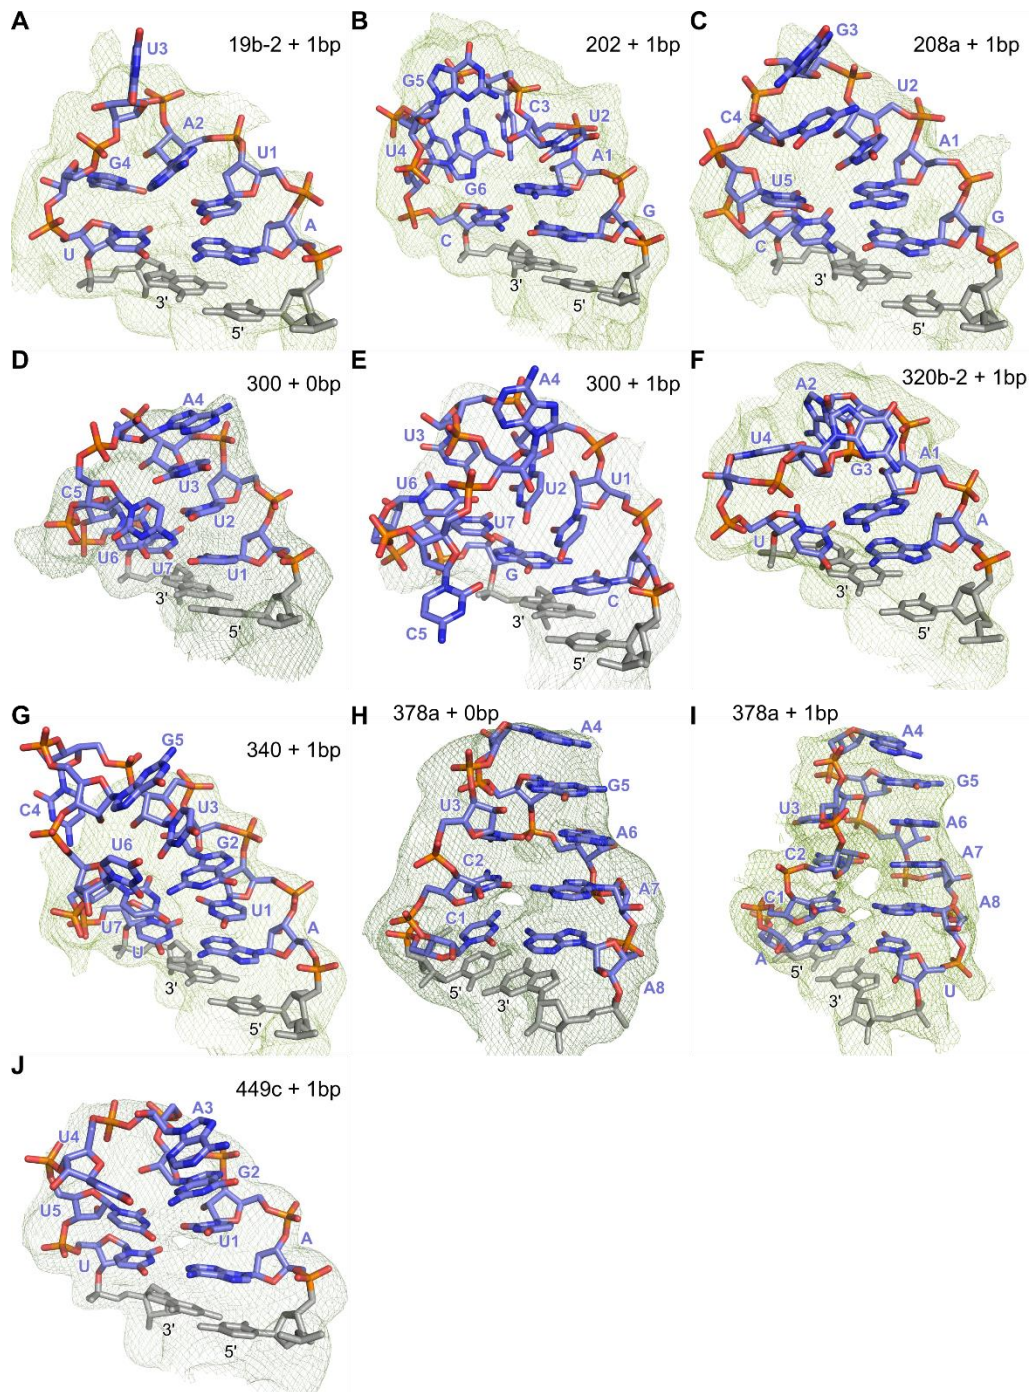 A
19b-2 + 1bp
U3
A2
U1
G4
A
U
3'
5'
B
202 + 1bp
G5
C3
U2
U4
A1
G6
G
C
3'
5'
C
G3
208a + 1bp
U2
C4
A1
U5
G
C
3'
5'
D
300 + 0bp
A4
U3
C5
U2
U6
U7
U1
3'
5'
E
A4
300 + 1bp
U3
U1
U6
U2
U7
G
C
C5
3'
5'
F
320b-2 + 1bp
A2
U4
A1
G3
A
U
3'
5'
G
340 + 1bp
G5
C4
U3
U6
G2
U1
U7
U
A
3'
5'
H
378a + 0bp
A4
G5
U3
A6
C2
A7
C1
A8
5'
3'
I
378a + 1bp
A4
G5
U3
A6
C2
A7
C1
A8
A
U
5'
3'
J
449c + 1bp
A3
U4
G2
U5
U1
A
U
3'
5'